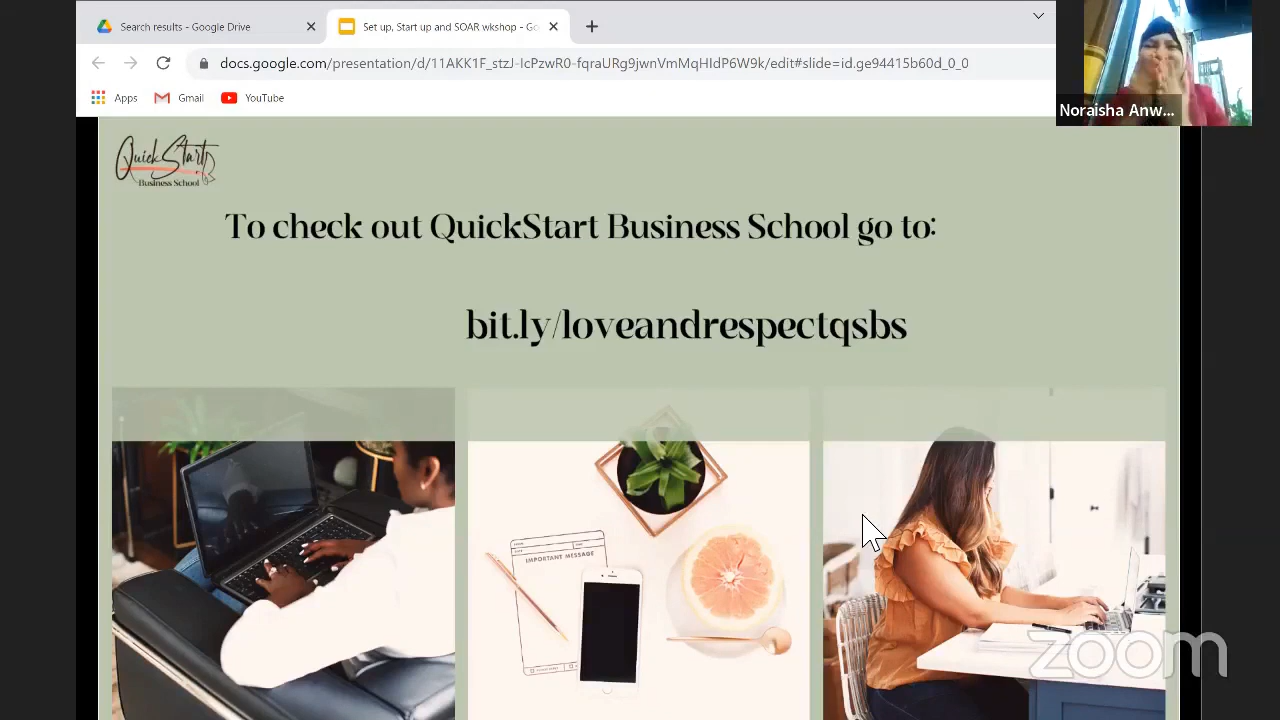 Search results - Google Drive
Set up, Start up and SOAR wkshop - Go
docs.google.com/presentation/d/11AKK1F_stzJ-IcPzwR0-fqraURg9jwnVmMqHIdP6W9k/edit#slide=id.ge94415b60d_0_0
Apps
Gmail
YouTube
Noraisha Anw...
QuickStart
Business School
To check out QuickStart Business School go to:
bit.ly/loveandrespectqsbs
IMPORTANT MESSAGE
zoom